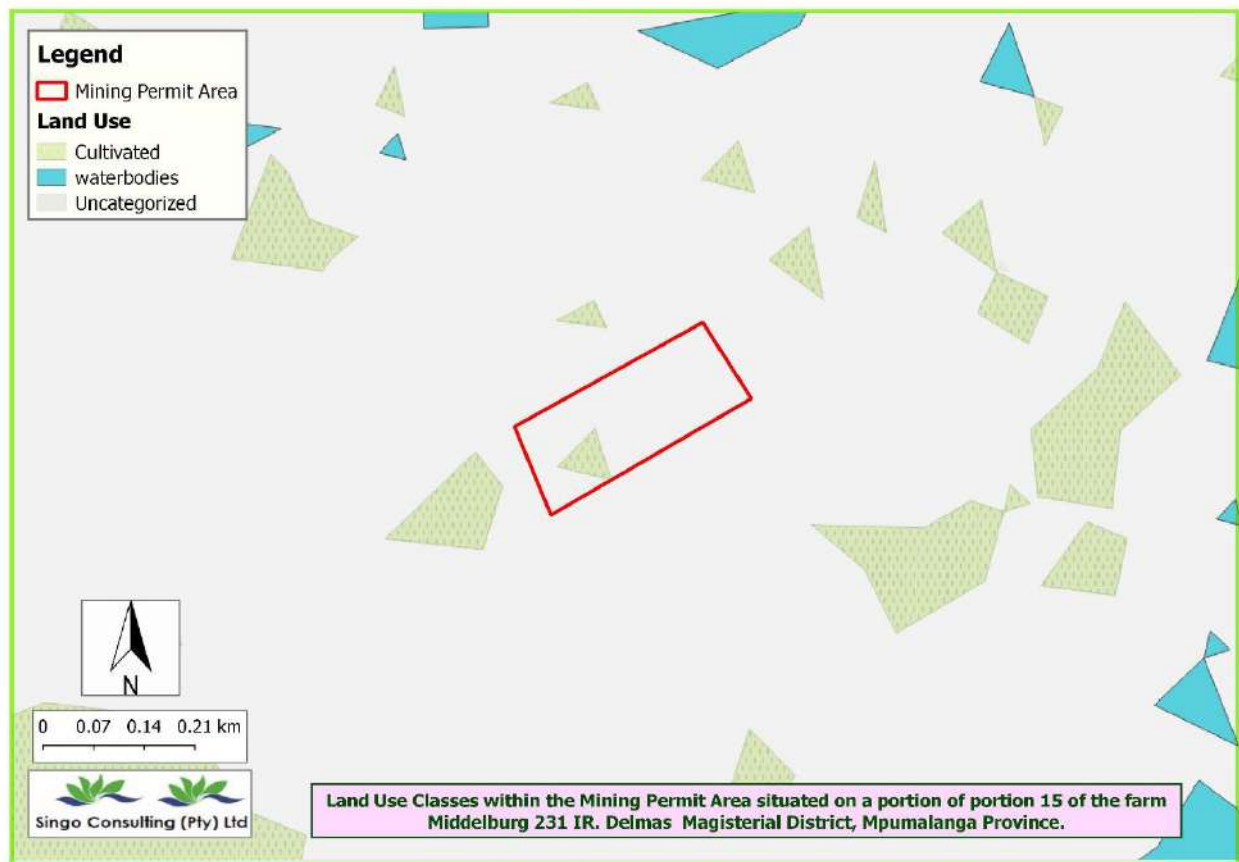 Legend
Mining Permit Area
Land Use
Cultivated
waterbodies
Uncategorized
N
0 0.07 0.14 0.21 km
Singo Consulting (Pty) Ltd
Land Use Classes within the Mining Permit Area situated on a portion of portion 15 of the farm
Middelburg 231 IR. Delmas Magisterial District, Mpumalanga Province.